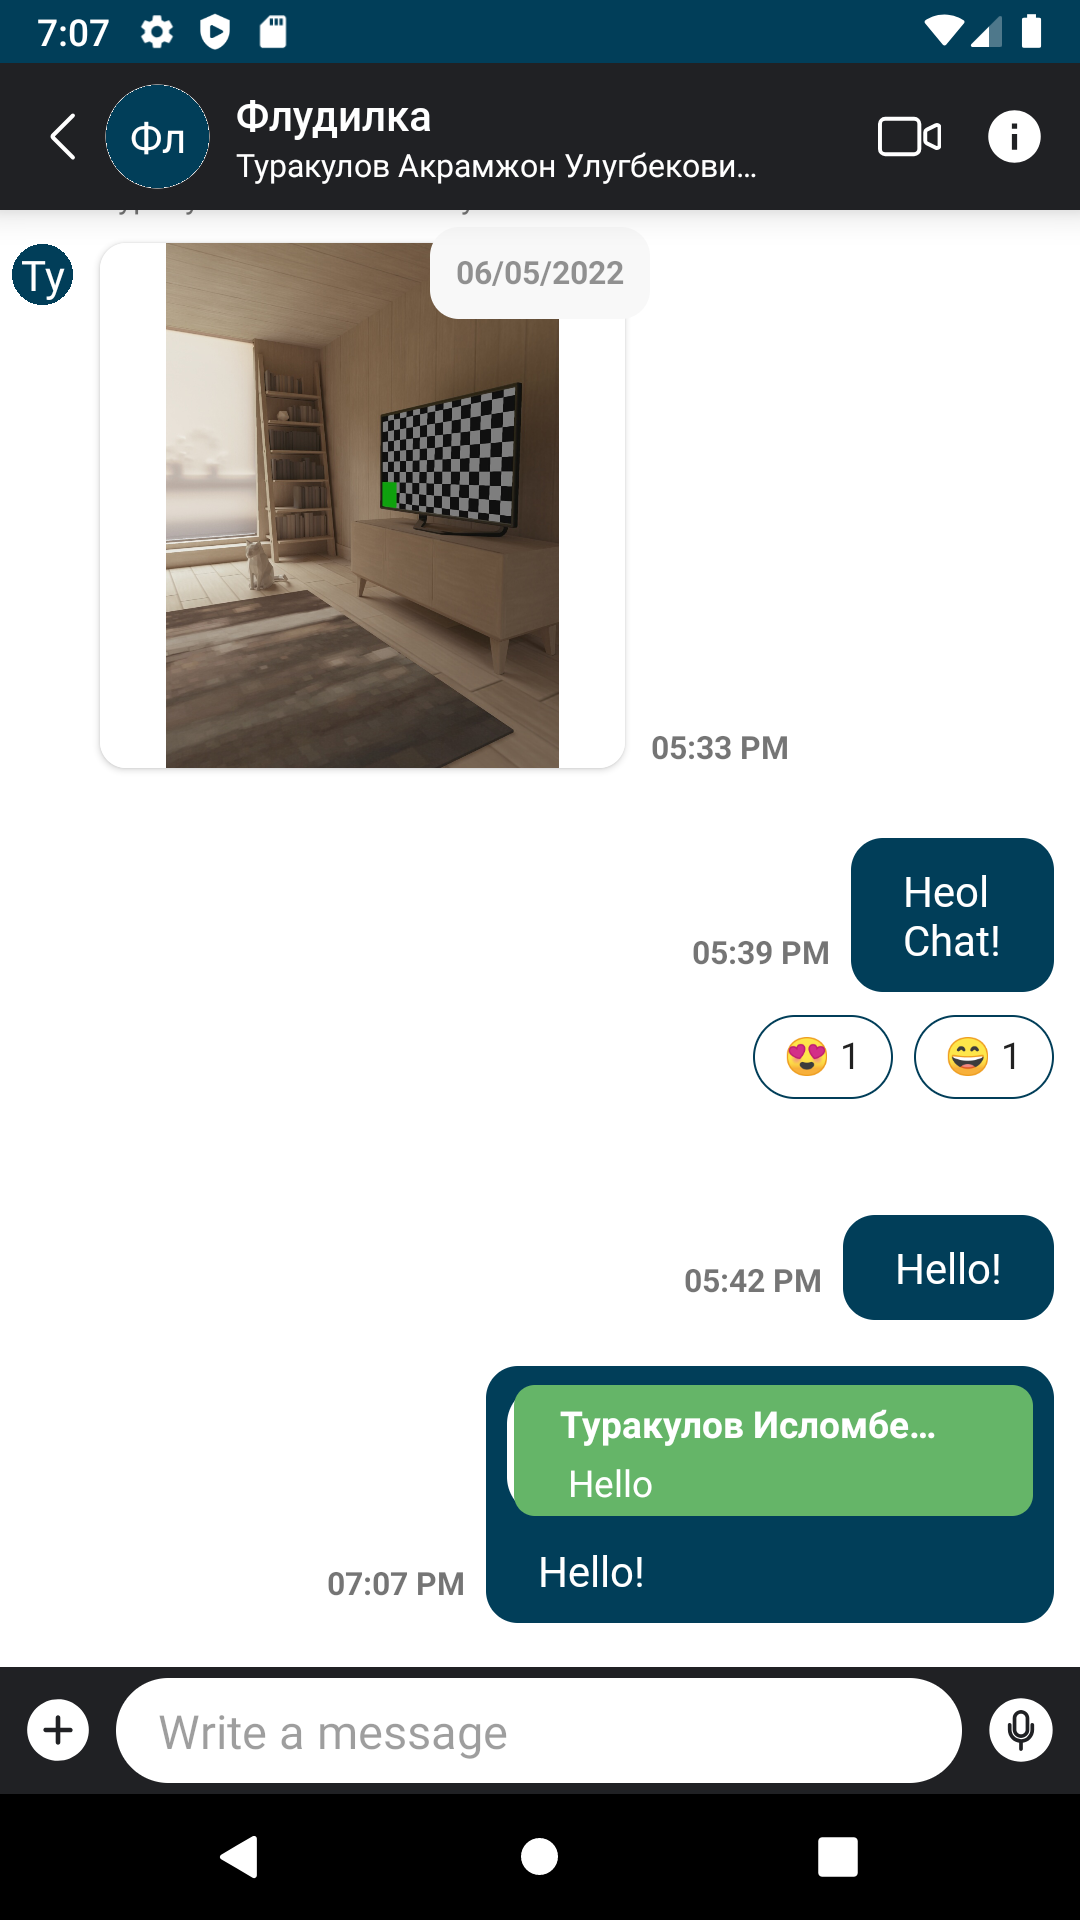 7:07
Фл
Флудилка
Туракулов Акрамжон Улугбекови...
Ту
06/05/2022
05:33 PM
Heol
Chat!
05:39 PM
😍 1
😄 1
Hello!
05:42 PM
Туракулов Исломбе...
Hello
Hello!
07:07 PM
Write a message